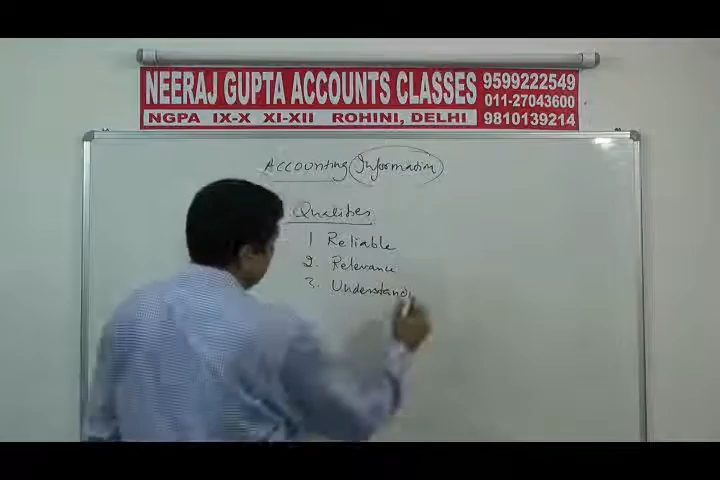 NEERAJ GUPTA ACCOUNTS CLASSES
9599222549
011-27043600
NGPA IX-X XI-XII ROHINI, DELHI
9810139214
Accounting Information
Qualities
1 Reliable
2. Relevance
3. Understand